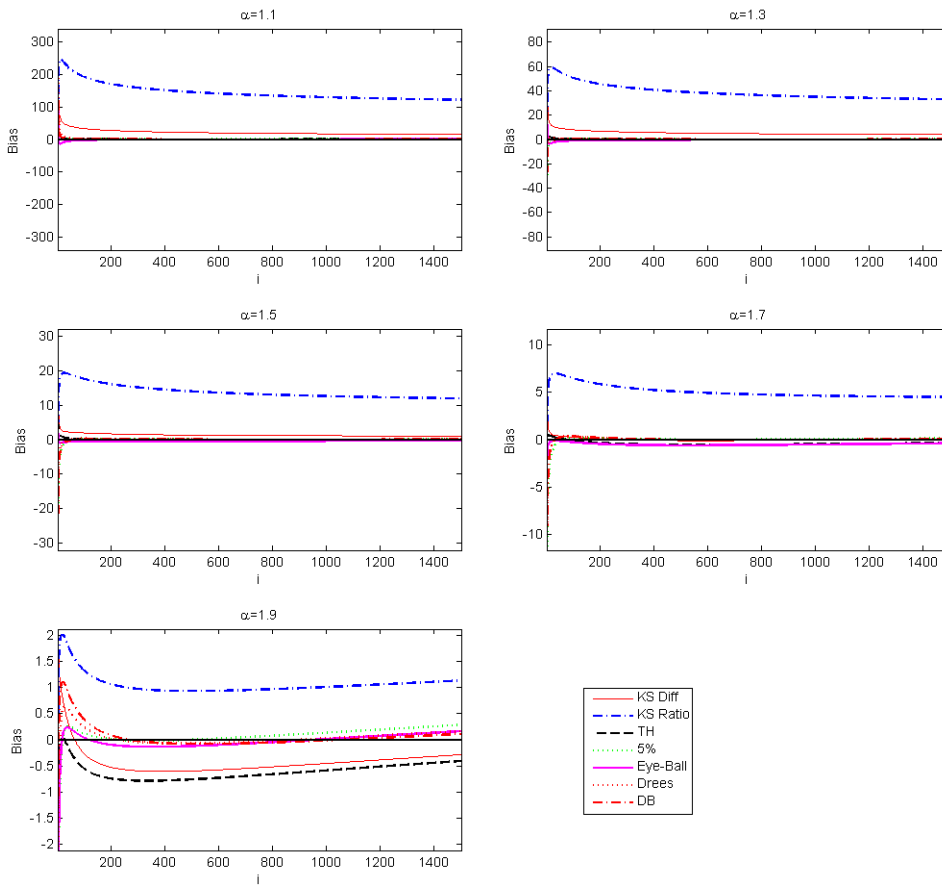 α=1.1
300
200
100
0
-100
-200
-300
Bias
200 400 600 800 1000 1200 1400
i
α=1.3
80
60
40
20
0
-20
-40
-60
-80
Bias
200 400 600 800 1000 1200 1400
i
α=1.5
30
20
10
0
-10
-20
-30
Bias
200 400 600 800 1000 1200 1400
i
α=1.7
10
5
0
-5
-10
Bias
200 400 600 800 1000 1200 1400
i
α=1.9
2
1.5
1
0.5
0
-0.5
-1
-1.5
-2
Bias
200 400 600 800 1000 1200 1400
i
KS Diff
KS Ratio
TH
5%
Eye-Ball
Drees
DB